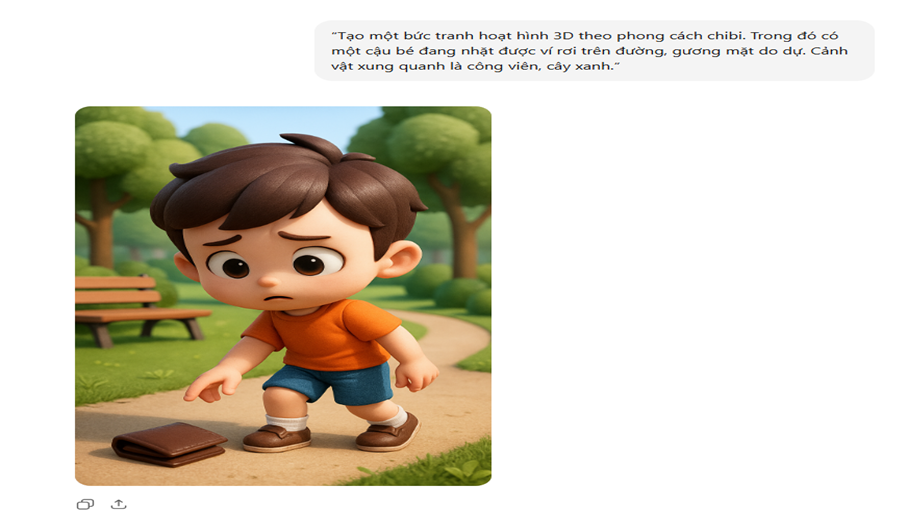 “Tạo một bức tranh hoạt hình 3D theo phong cách chibi. Trong đó có
một cậu bé đang nhặt được ví rơi trên đường, gương mặt do dự. Cảnh
vật xung quanh là công viên, cây xanh.”